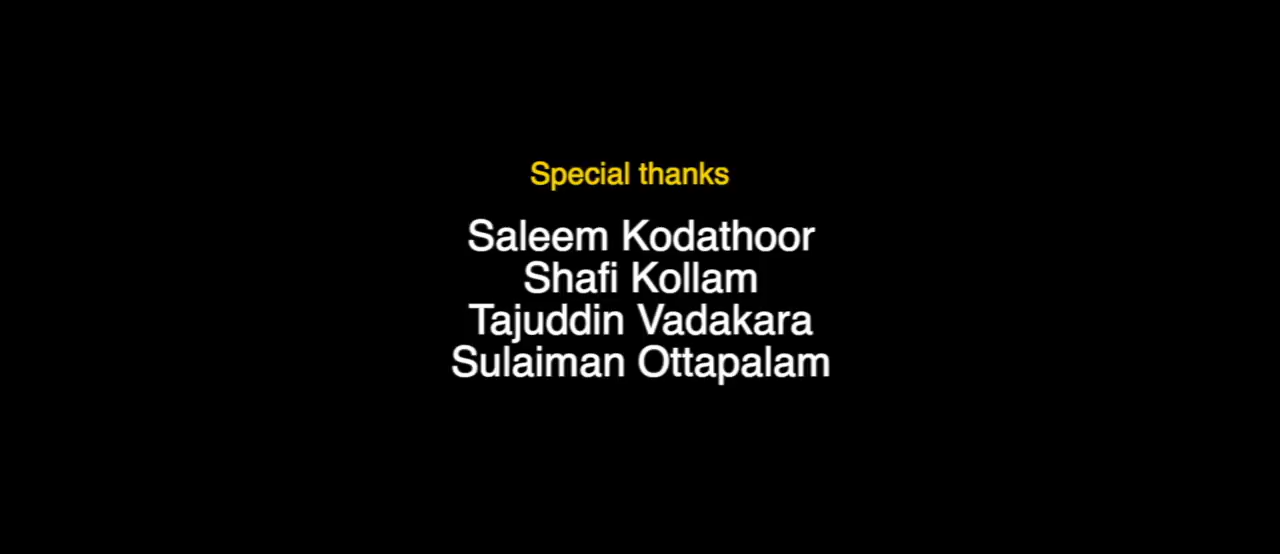 Special thanks
Saleem Kodathoor
Shafi Kollam
Tajuddin Vadakara
Sulaiman Ottapalam